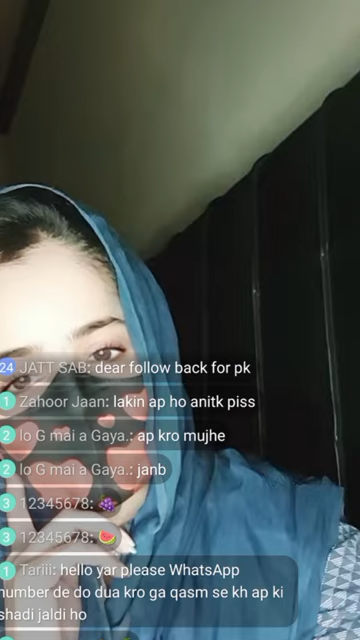 24 JATT SAB: dear follow back for pk
1 Zahoor Jaan: lakin ap ho anitk piss
2 lo G mai a Gaya.: ap kro mujhe
2 lo G mai a Gaya.: janb
3 12345678: 🍇
3 12345678: 🍉
1 Tariii: hello yar please WhatsApp
number de do dua kro ga qasm se kh ap ki
shadi jaldi ho